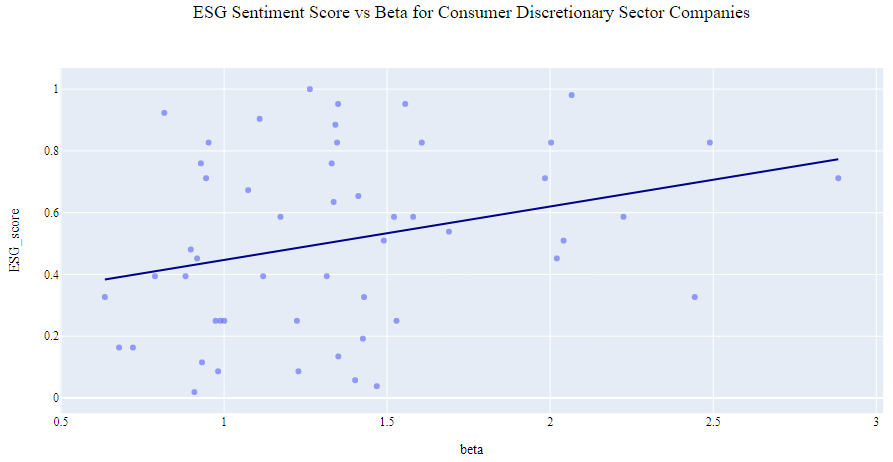 ESG Sentiment Score vs Beta for Consumer Discretionary Sector Companies
1
0.8
0.6
0.4
0.2
0
ESG_score
0.5 1 1.5 2 2.5 3
beta